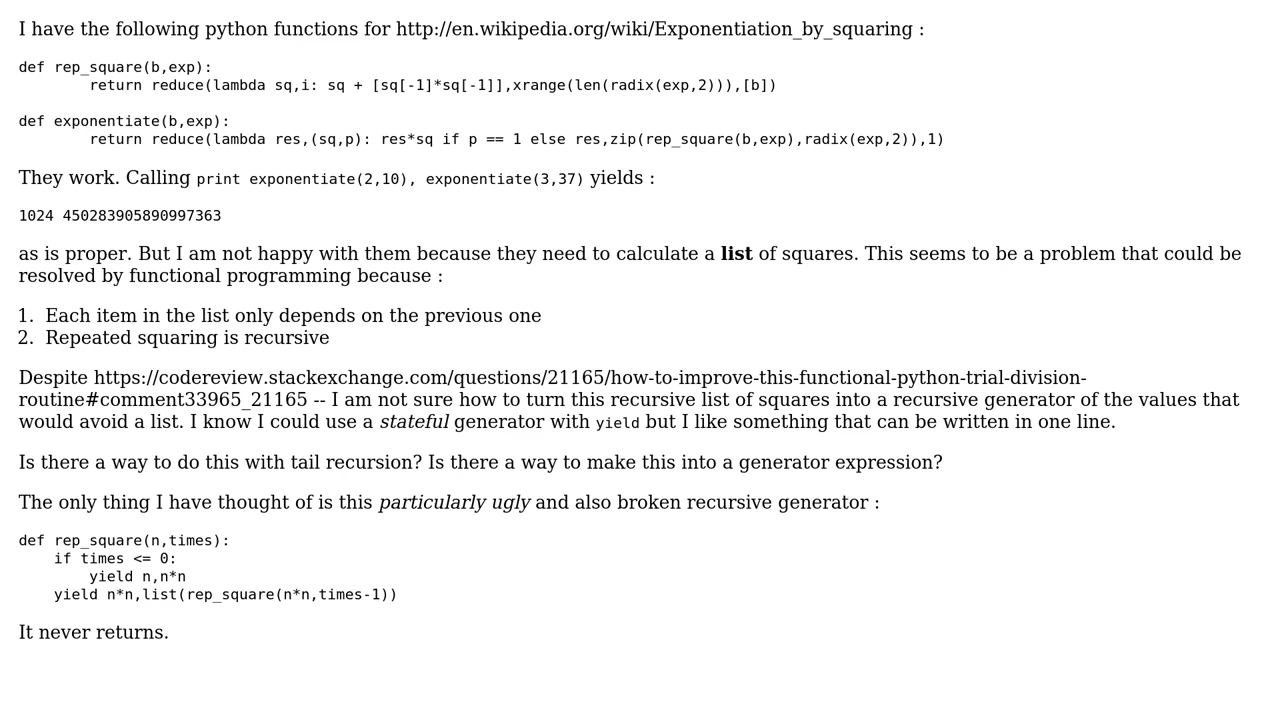 I have the following python functions for http://en.wikipedia.org/wiki/Exponentiation_by_squaring :
def rep_square(b,exp):
        return reduce(lambda sq,i: sq + [sq[-1]*sq[-1]],xrange(len(radix(exp,2))),[b])
def exponentiate(b,exp):
        return reduce(lambda res,(sq,p): res*sq if p == 1 else res,zip(rep_square(b,exp),radix(exp,2)),1)
They work. Calling print exponentiate(2,10), exponentiate(3,37) yields :
1024 450283905890997363
as is proper. But I am not happy with them because they need to calculate a list of squares. This seems to be a problem that could be
resolved by functional programming because :
1. Each item in the list only depends on the previous one
2. Repeated squaring is recursive
Despite https://codereview.stackexchange.com/questions/21165/how-to-improve-this-functional-python-trial-division-
routine#comment33965_21165 -- I am not sure how to turn this recursive list of squares into a recursive generator of the values that
would avoid a list. I know I could use a stateful generator with yield but I like something that can be written in one line.
Is there a way to do this with tail recursion? Is there a way to make this into a generator expression?
The only thing I have thought of is this particularly ugly and also broken recursive generator :
def rep_square(n,times):
    if times <= 0:
        yield n,n*n
    yield n*n,list(rep_square(n*n,times-1))
It never returns.